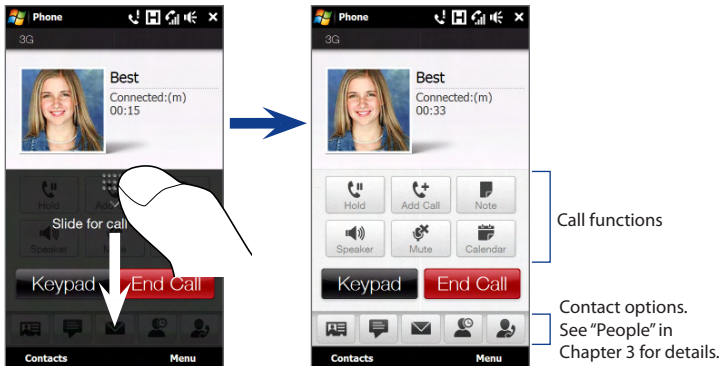 Phone
3G
Best
Connected:(m)
00:15
Hold
Slide for call
Speaker
Keypad
End Call
Contacts
Menu
Phone
3G
Best
Connected:(m)
00:33
Hold
Add Call
Note
Speaker
Mute
Calendar
Keypad
End Call
Contacts
Menu
Call functions
Contact options.
See “People” in
Chapter 3 for details.